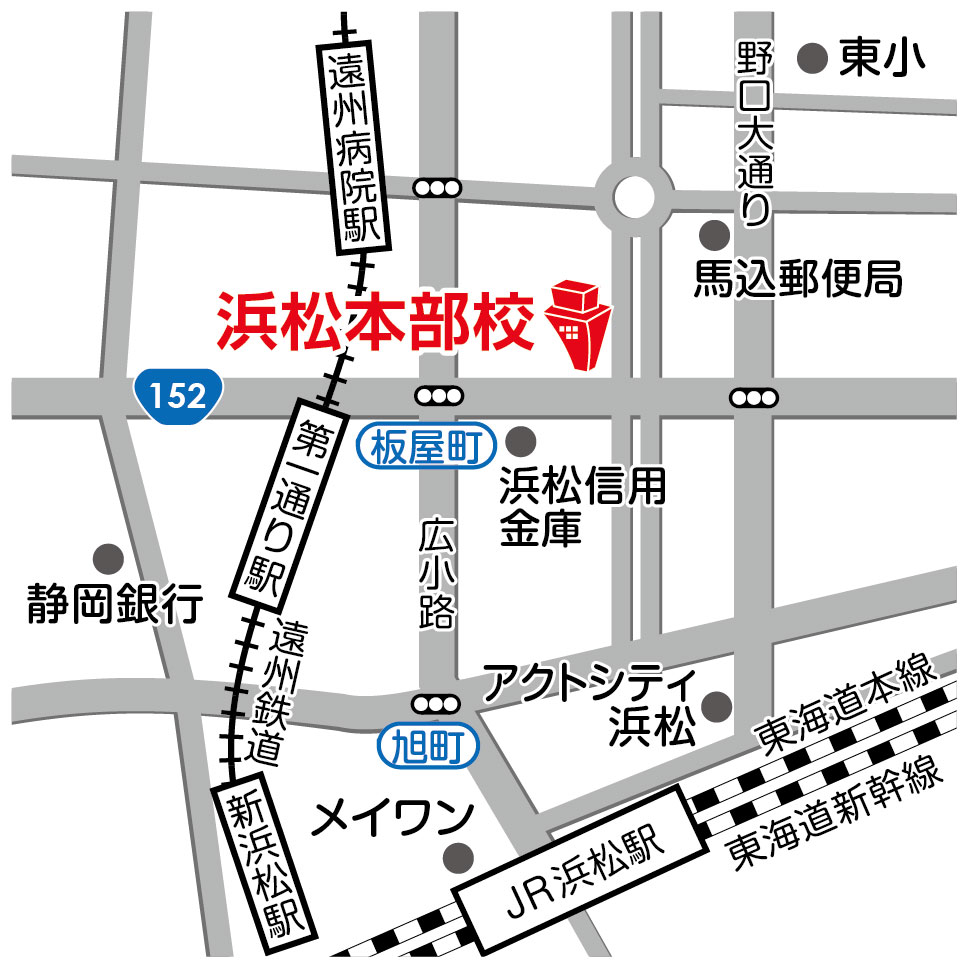 東小
野口大通り
遠州病院駅
馬込郵便局
浜松本部校
152
板屋町
第一通り駅
浜松信用
金庫
広小路
静岡銀行
遠州鉄道
アクトシティ
浜松
東海道本線
旭町
東海道新幹線
メイワン
新浜松駅
JR浜松駅